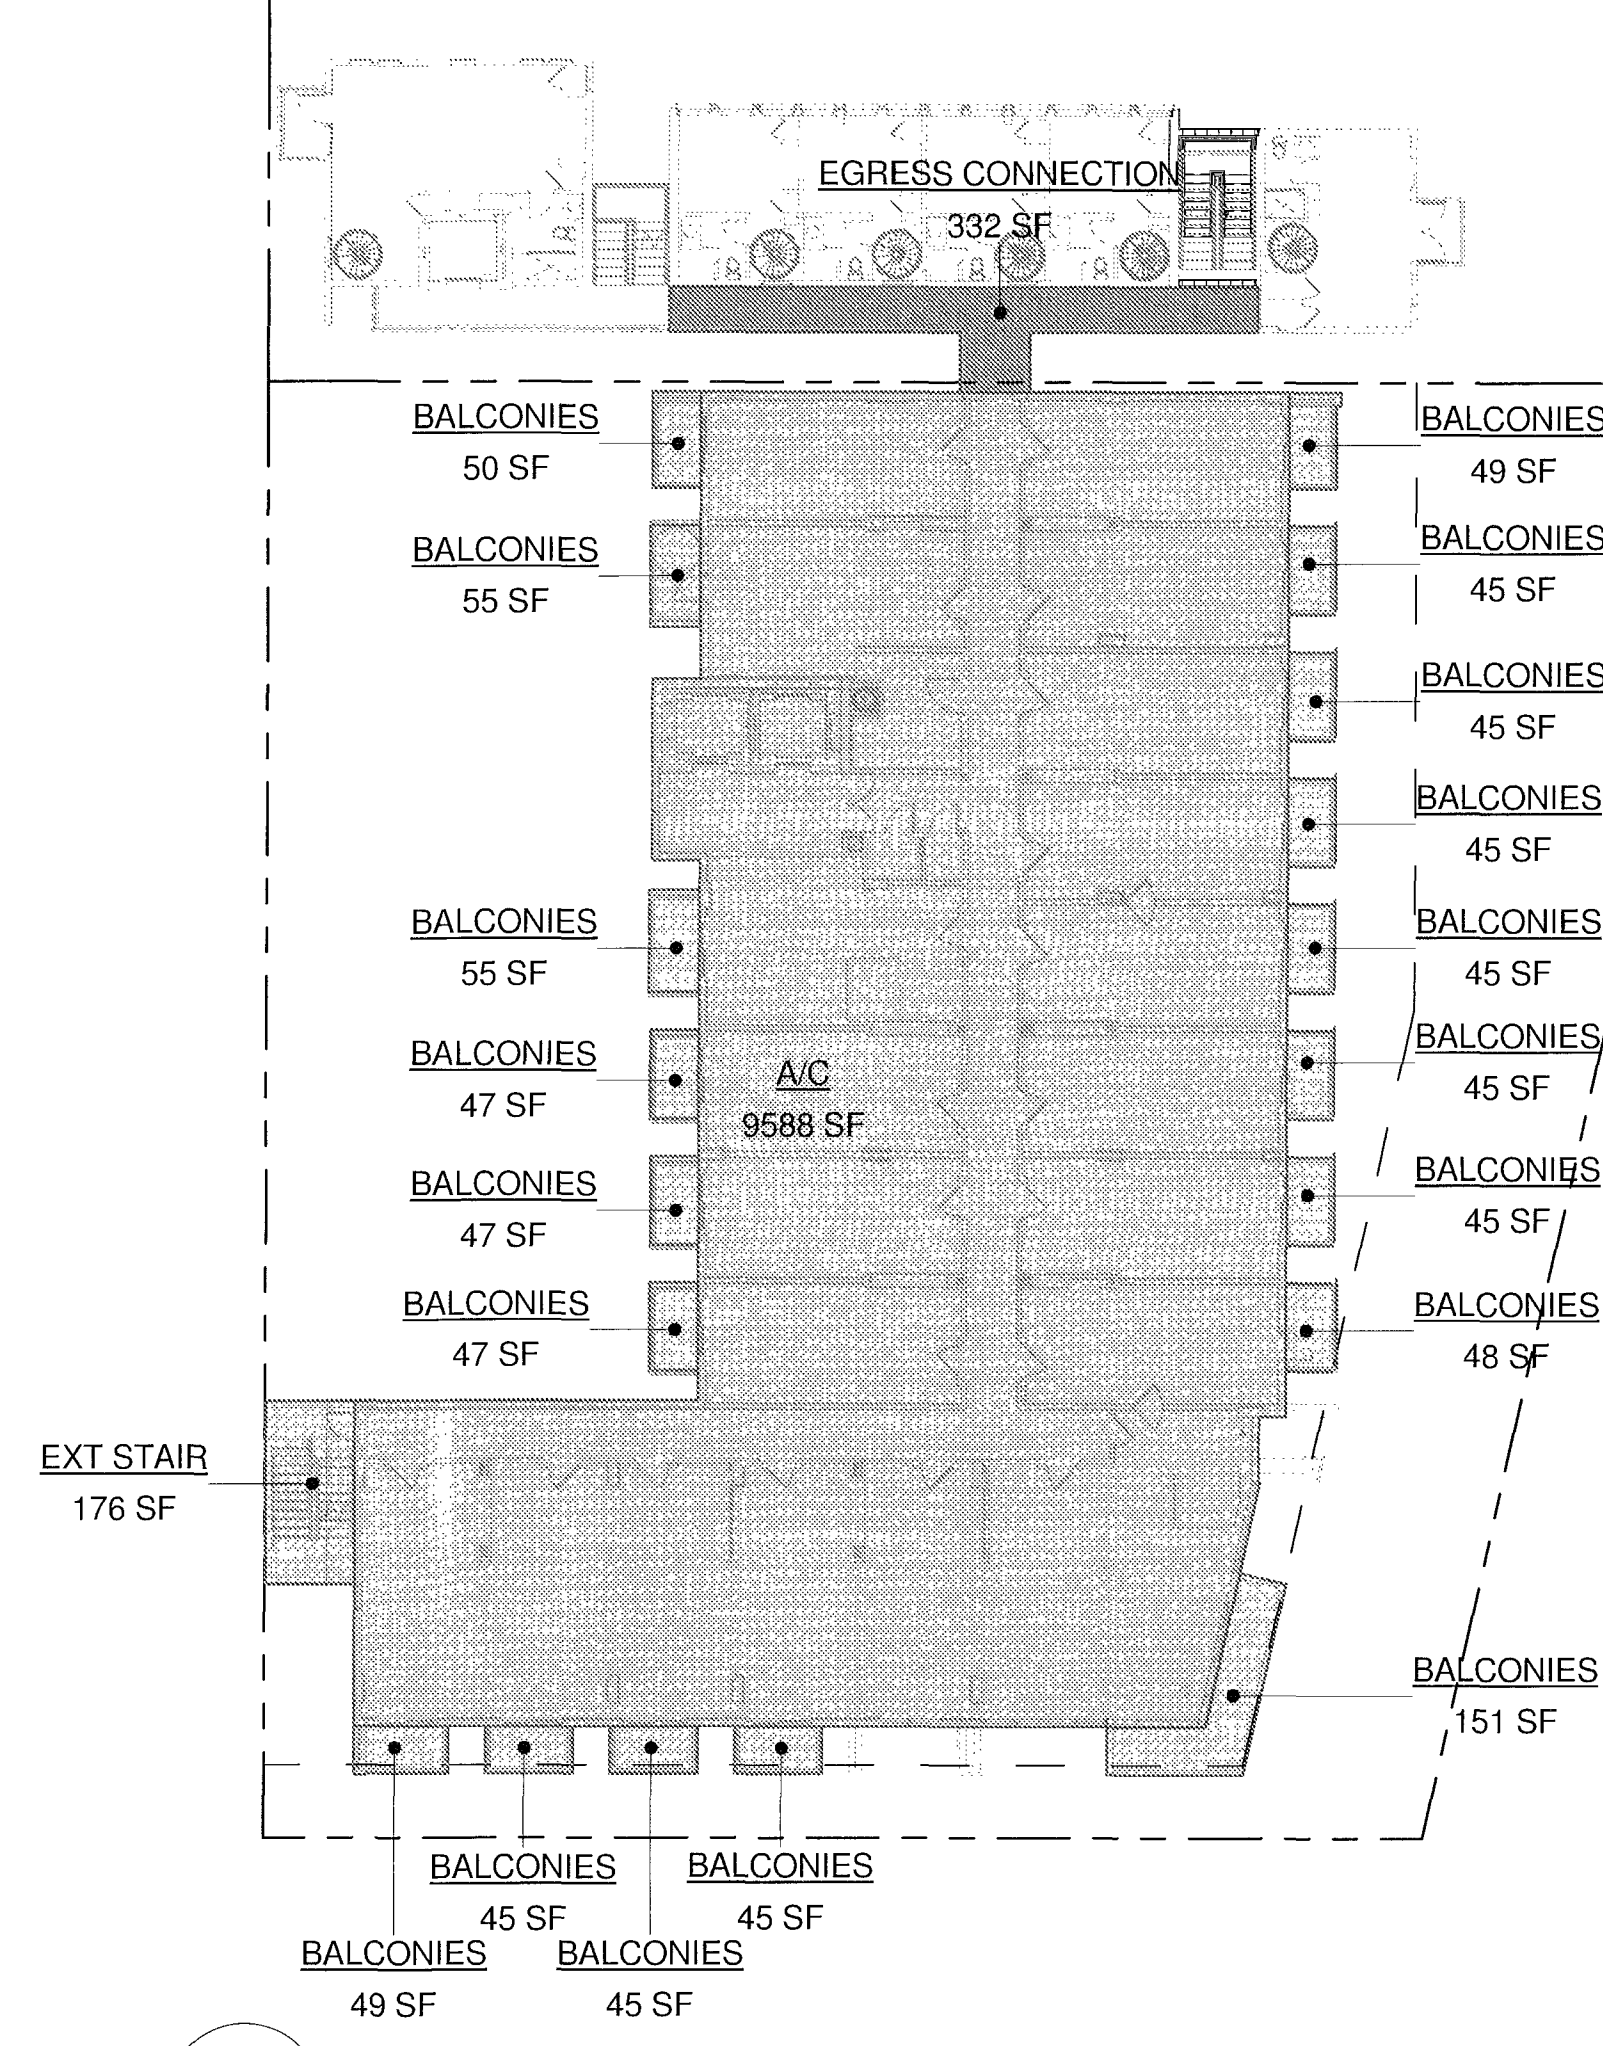 EGRESS CONNECTION
332 SF
BALCONIES
50 SF
BALCONIES
49 SF
BALCONIES
55 SF
BALCONIES
45 SF
BALCONIES
45 SF
BALCONIES
45 SF
BALCONIES
55 SF
BALCONIES
45 SF
BALCONIES
47 SF
A/C
9588 SF
BALCONIES
45 SF
BALCONIES
47 SF
BALCONIES
45 SF
BALCONIES
47 SF
BALCONIES
48 SF
EXT STAIR
176 SF
BALCONIES
151 SF
BALCONIES
45 SF
BALCONIES
45 SF
BALCONIES
49 SF
BALCONIES
45 SF